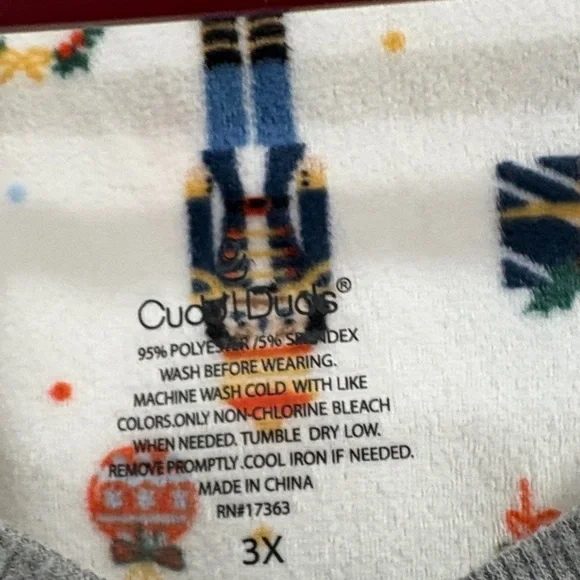 Cuddl Duds®
95% POLYESTER/5% SPANDEX
WASH BEFORE WEARING.
MACHINE WASH COLD WITH LIKE
COLORS.ONLY NON-CHLORINE BLEACH
WHEN NEEDED. TUMBLE DRY LOW.
REMOVE PROMPTLY.COOL IRON IF NEEDED.
MADE IN CHINA
RN#17363
3X